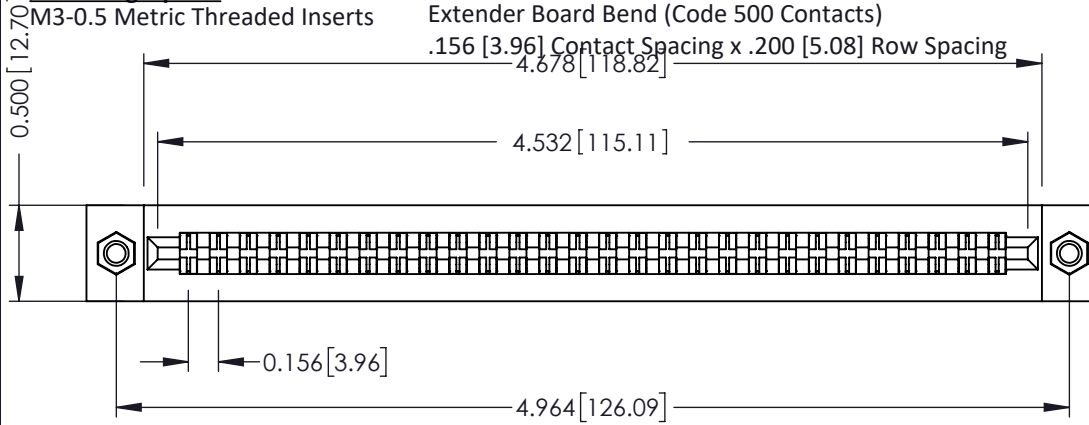 M3-0.5 Metric Threaded Inserts
Extender Board Bend (Code 500 Contacts)
.156 [3.96] Contact Spacing x .200 [5.08] Row Spacing
4.678[118.82]
0.500[12.70]
4.532[115.11]
0.156[3.96]
4.964[126.09]